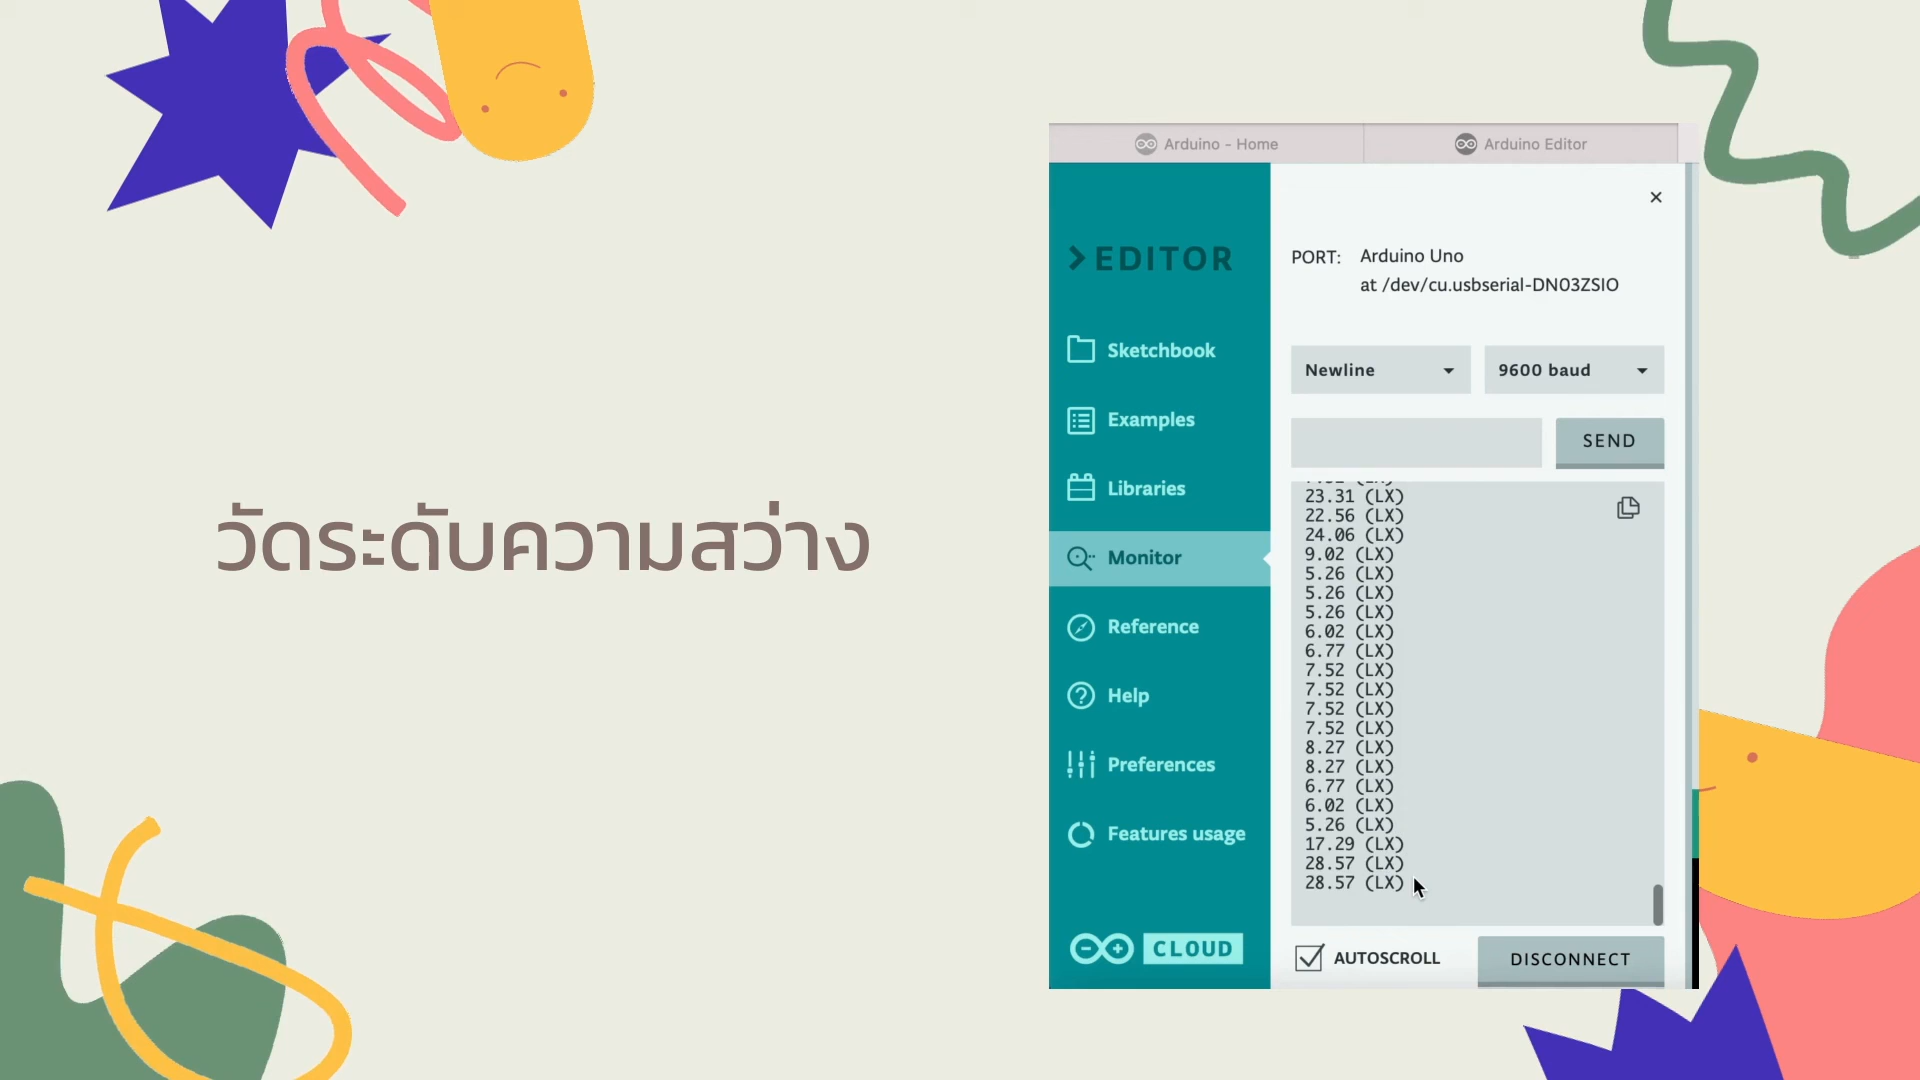 วัดระดับความสว่าง
Arduino - Home
Arduino Editor
EDITOR
Sketchbook
Examples
Libraries
Monitor
Reference
Help
Preferences
Features usage
CLOUD
PORT: Arduino Uno
at /dev/cu.usbserial-DN03ZSIO
Newline
9600 baud
SEND
23.31 (LX)
22.56 (LX)
24.06 (LX)
9.02 (LX)
5.26 (LX)
5.26 (LX)
5.26 (LX)
6.02 (LX)
6.77 (LX)
7.52 (LX)
7.52 (LX)
7.52 (LX)
7.52 (LX)
8.27 (LX)
8.27 (LX)
6.77 (LX)
6.02 (LX)
5.26 (LX)
17.29 (LX)
28.57 (LX)
28.57 (LX)
AUTOSCROLL
DISCONNECT